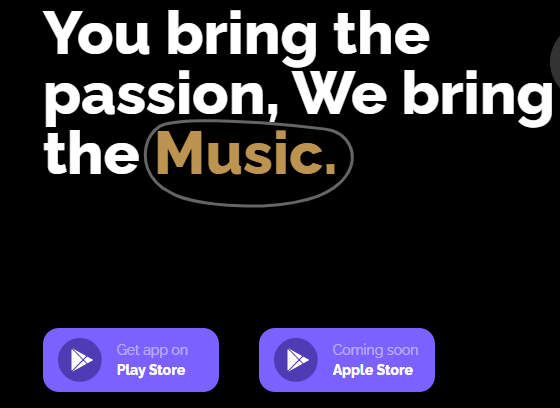 You bring the
passion, We bring
the Music.
Get app on
Play Store
Coming soon
Apple Store